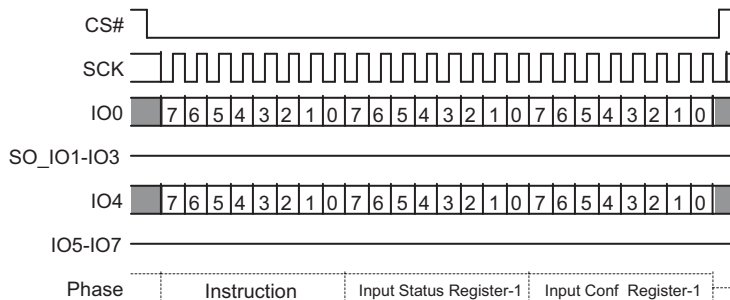 CS#
SCK
IO0 7 6 5 4 3 2 1 0 7 6 5 4 3 2 1 0 7 6 5 4 3 2 1 0
SO_IO1-IO3
IO4 7 6 5 4 3 2 1 0 7 6 5 4 3 2 1 0 7 6 5 4 3 2 1 0
IO5-IO7
Phase Instruction Input Status Register-1 Input Conf Register-1